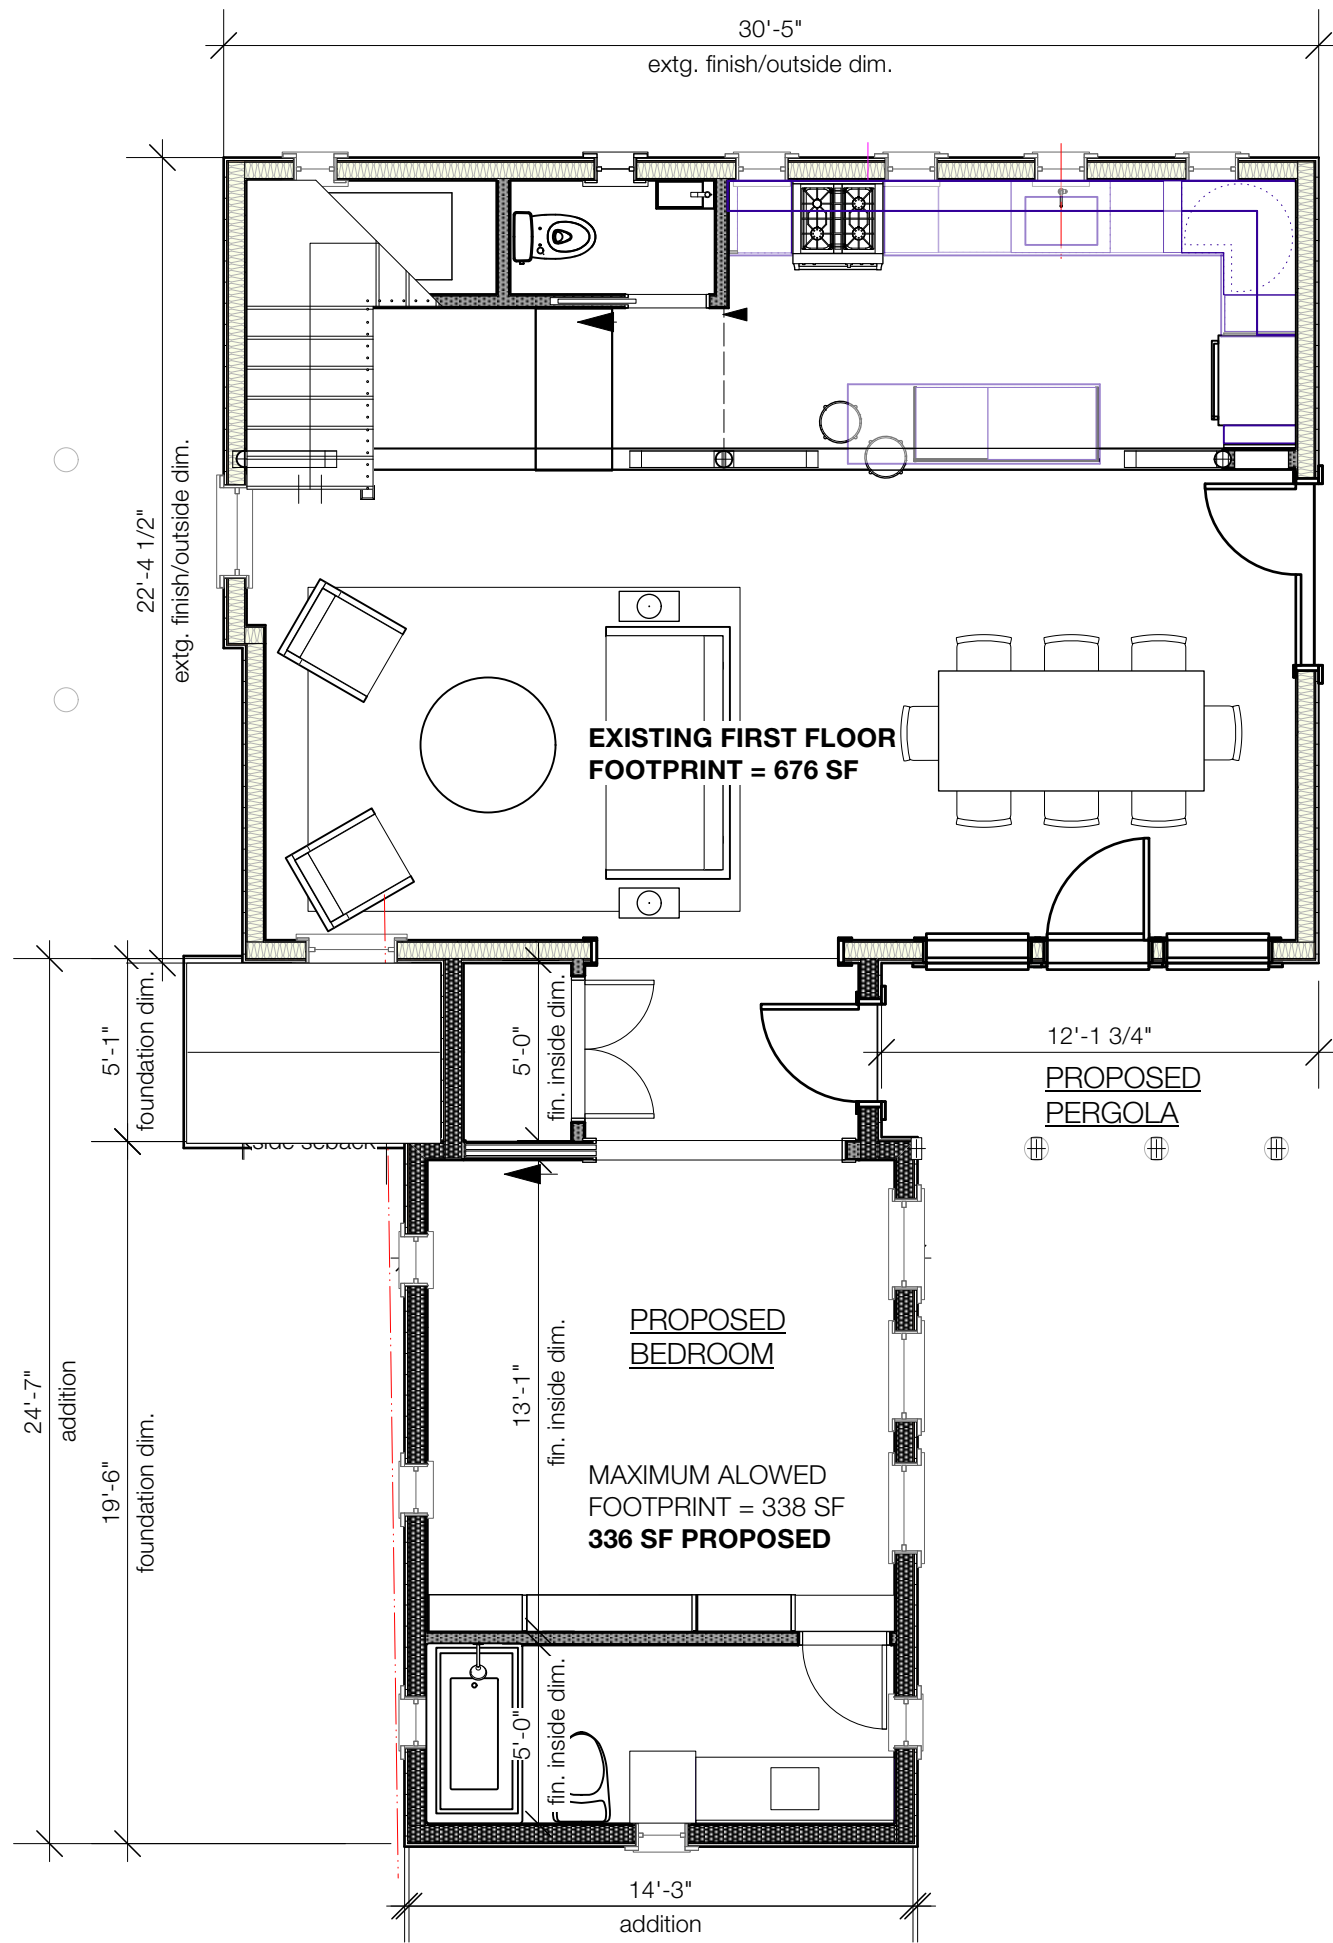 30'-5"
extg. finish/outside dim.
22'-4 1/2"
extg. finish/outside dim.
EXISTING FIRST FLOOR
FOOTPRINT = 676 SF
5'-1"
foundation dim.
5'-0"
fin. inside dim.
12'-1 3/4"
PROPOSED
PERGOLA
24'-7"
addition
19'-6"
foundation dim.
13'-1"
fin. inside dim.
PROPOSED
BEDROOM
MAXIMUM ALOWED
FOOTPRINT = 338 SF
336 SF PROPOSED
5'-0"
fin. inside dim.
14'-3"
addition